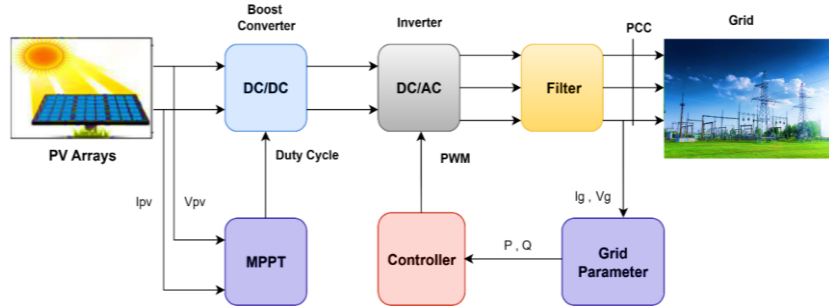 Boost
Converter
Inverter
PCC
Grid
DC/DC
DC/AC
Filter
PV Arrays
Duty Cycle
PWM
Ipv
Vpv
Ig , Vg
MPPT
Controller
P , Q
Grid
Parameter